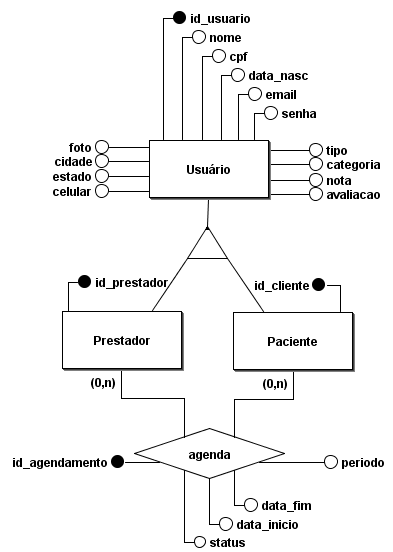 id_usuario
nome
cpf
data_nasc
email
senha
foto
cidade
estado
celular
Usuário
tipo
categoria
nota
avaliacao
id_prestador
id_cliente
Prestador
Paciente
(0,n)
(0,n)
id_agendamento
agenda
periodo
data_fim
data_inicio
status